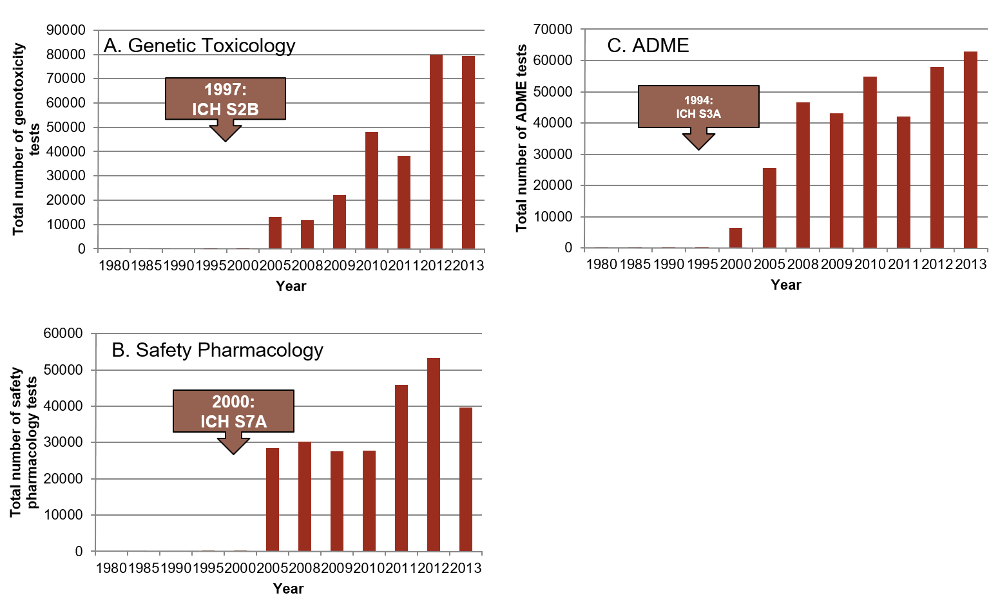 A. Genetic Toxicology
Total number of genotoxicity
tests
90000
80000
70000
60000
50000
40000
30000
20000
10000
0
1997:
ICH S2B
1980 1985 1990 1995 2000 2005 2008 2009 2010 2011 2012 2013
Year
C. ADME
Total number of ADME tests
70000
60000
50000
40000
30000
20000
10000
0
1994:
ICH S3A
1980 1985 1990 1995 2000 2005 2008 2009 2010 2011 2012 2013
Year
B. Safety Pharmacology
Total number of safety
pharmacology tests
60000
50000
40000
30000
20000
10000
0
2000:
ICH S7A
1980 1985 1990 1995 2000 2005 2008 2009 2010 2011 2012 2013
Year